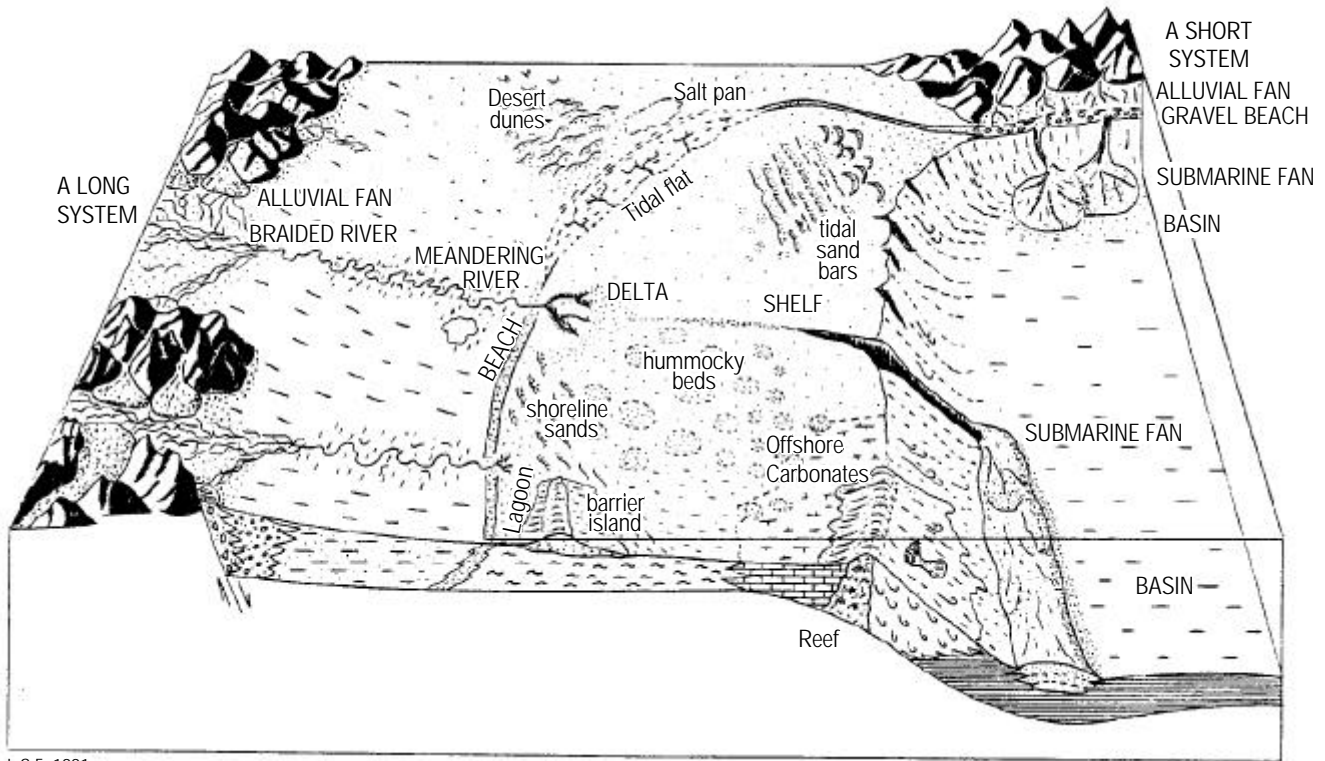 A SHORT
SYSTEM
ALLUVIAL FAN
GRAVEL BEACH
SUBMARINE FAN
BASIN
Salt pan
Desert
dunes
A LONG
SYSTEM
ALLUVIAL FAN
BRAIDED RIVER
MEANDERING
RIVER
Tidal flat
tidal
sand
bars
DELTA
SHELF
BEACH
hummocky
beds
shoreline
sands
Offshore
Carbonates
SUBMARINE FAN
Lagoon
barrier
island
BASIN
Reef